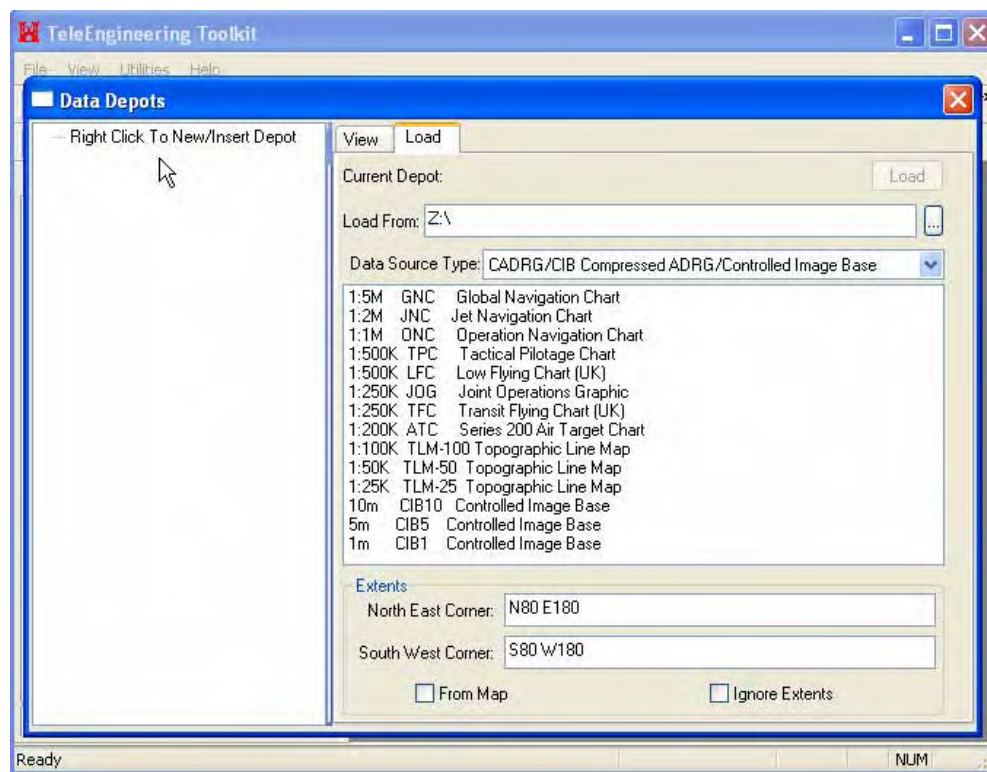 TeleEngineering Toolkit
File View Utilities Help
Data Depots
Right Click To New/Insert Depot
View Load
Current Depot: Load
Load From: Z:\ ...
Data Source Type: CADRG/CIB Compressed ADRG/Controlled Image Base
1:5M GNC Global Navigation Chart
1:2M JNC Jet Navigation Chart
1:1M ONC Operation Navigation Chart
1:500K TPC Tactical Pilotage Chart
1:500K LFC Low Flying Chart (UK)
1:250K JOG Joint Operations Graphic
1:250K TFC Transit Flying Chart (UK)
1:200K ATC Series 200 Air Target Chart
1:100K TLM-100 Topographic Line Map
1:50K TLM-50 Topographic Line Map
1:25K TLM-25 Topographic Line Map
10m CIB10 Controlled Image Base
5m CIB5 Controlled Image Base
1m CIB1 Controlled Image Base
Extents
North East Corner: N80 E180
South West Corner: S80 W180
From Map Ignore Extents
Ready NUM